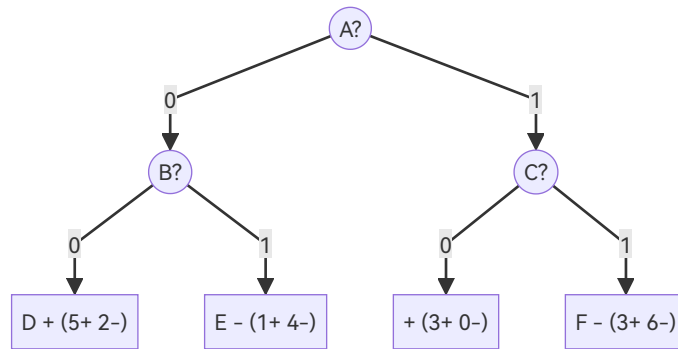 A?
0
1
B?
C?
0
1
0
1
D + (5+ 2-)
E - (1+ 4-)
+ (3+ 0-)
F - (3+ 6-)